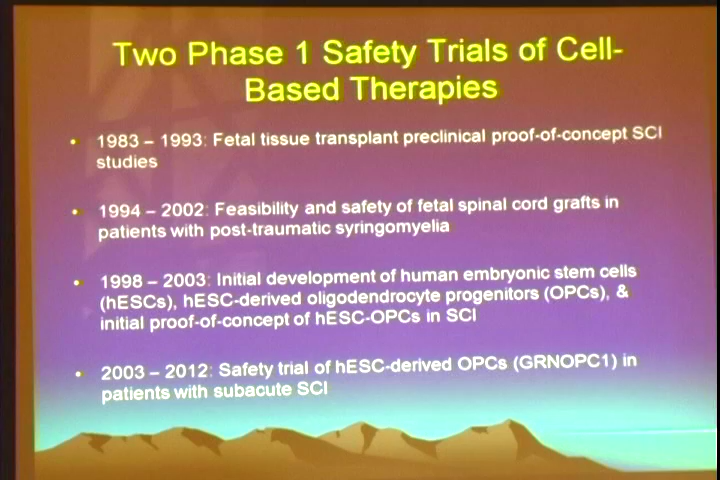 Two Phase 1 Safety Trials of Cell-
Based Therapies
• 1983 – 1993: Fetal tissue transplant preclinical proof-of-concept SCI
studies
• 1994 – 2002: Feasibility and safety of fetal spinal cord grafts in
patients with post-traumatic syringomyelia
• 1998 – 2003: Initial development of human embryonic stem cells
(hESCs), hESC-derived oligodendrocyte progenitors (OPCs), &
initial proof-of-concept of hESC-OPCs in SCI
• 2003 – 2012: Safety trial of hESC-derived OPCs (GRNOPC1) in
patients with subacute SCI